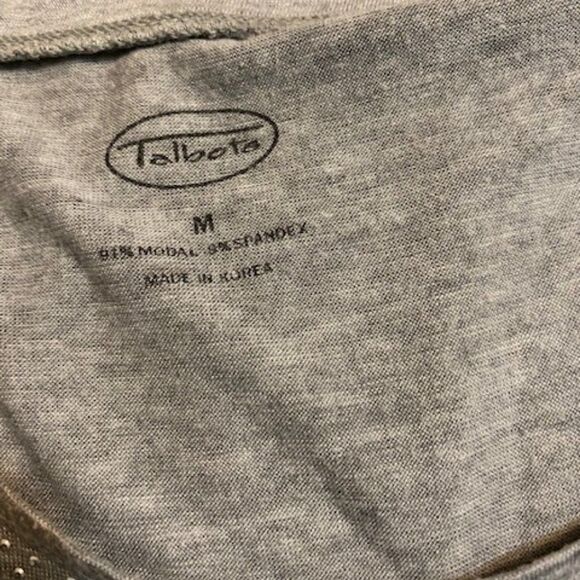 Talbots
M
91% MODAL 9% SPANDEX
MADE IN KOREA